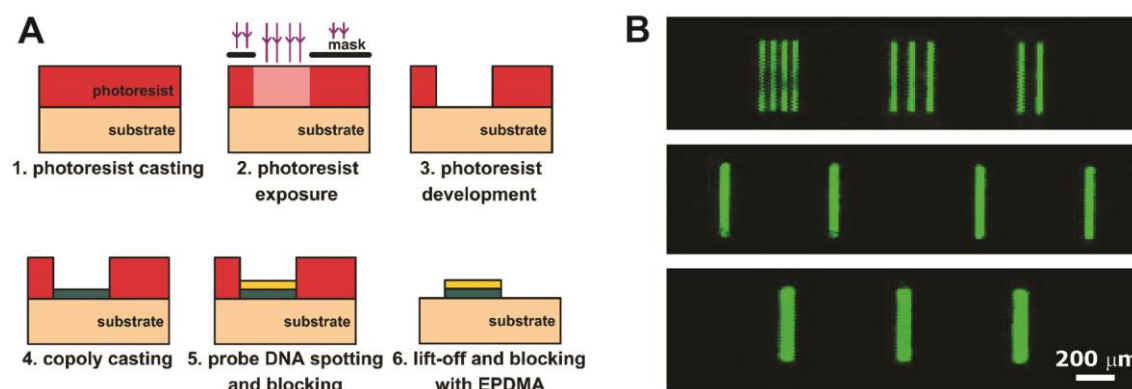 A
mask
photoresist
substrate
1. photoresist casting
substrate
2. photoresist
exposure
substrate
3. photoresist
development
substrate
4. copoly casting
substrate
5. probe DNA spotting
and blocking
substrate
6. lift-off and blocking
with EPDMA
B
200 μm